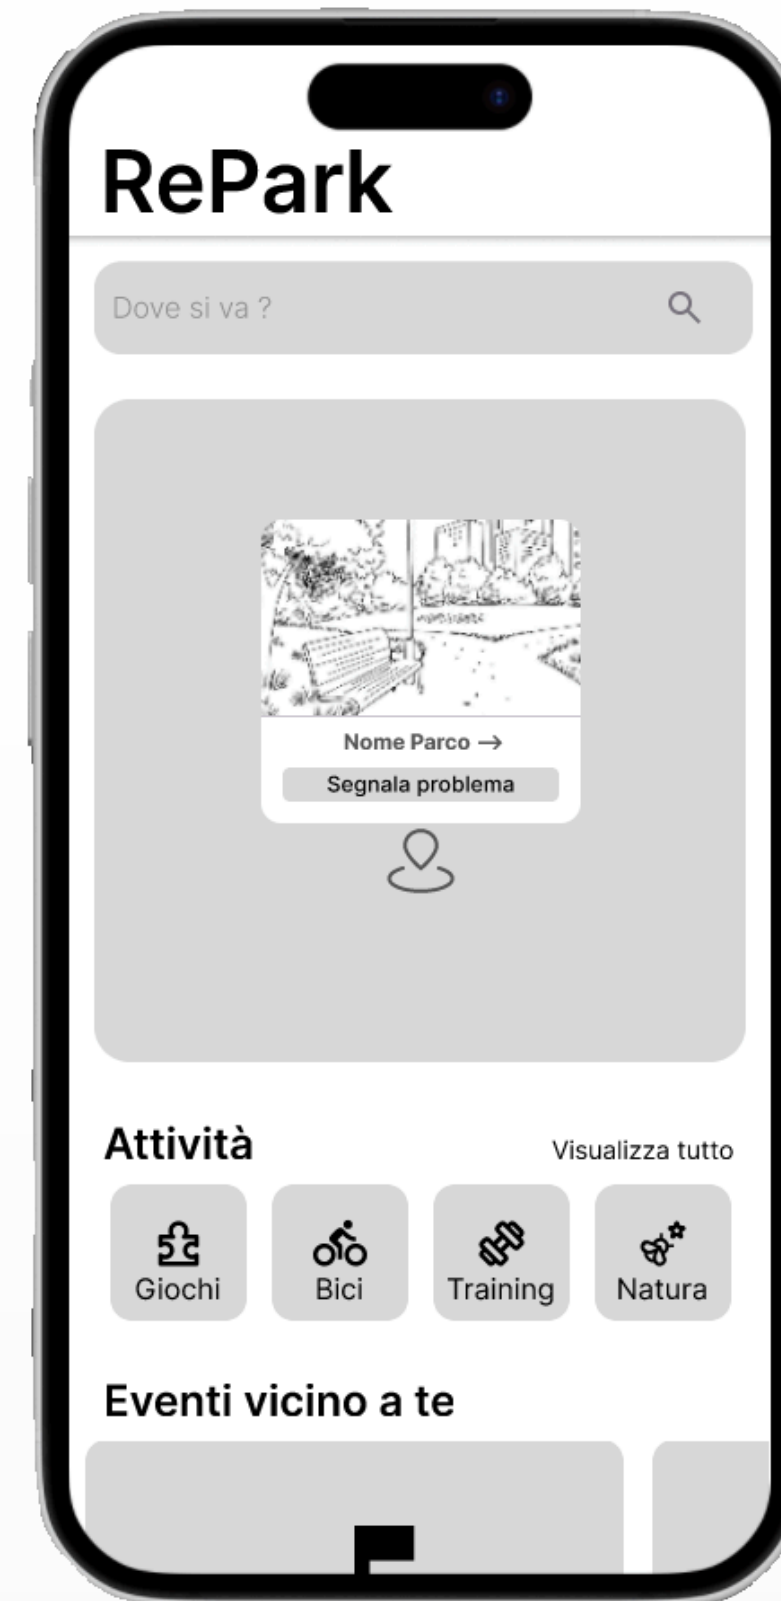 RePark
Dove si va ?
Nome Parco →
Segnala problema
Attività
Visualizza tutto
Giochi
Bici
Training
Natura
Eventi vicino a te